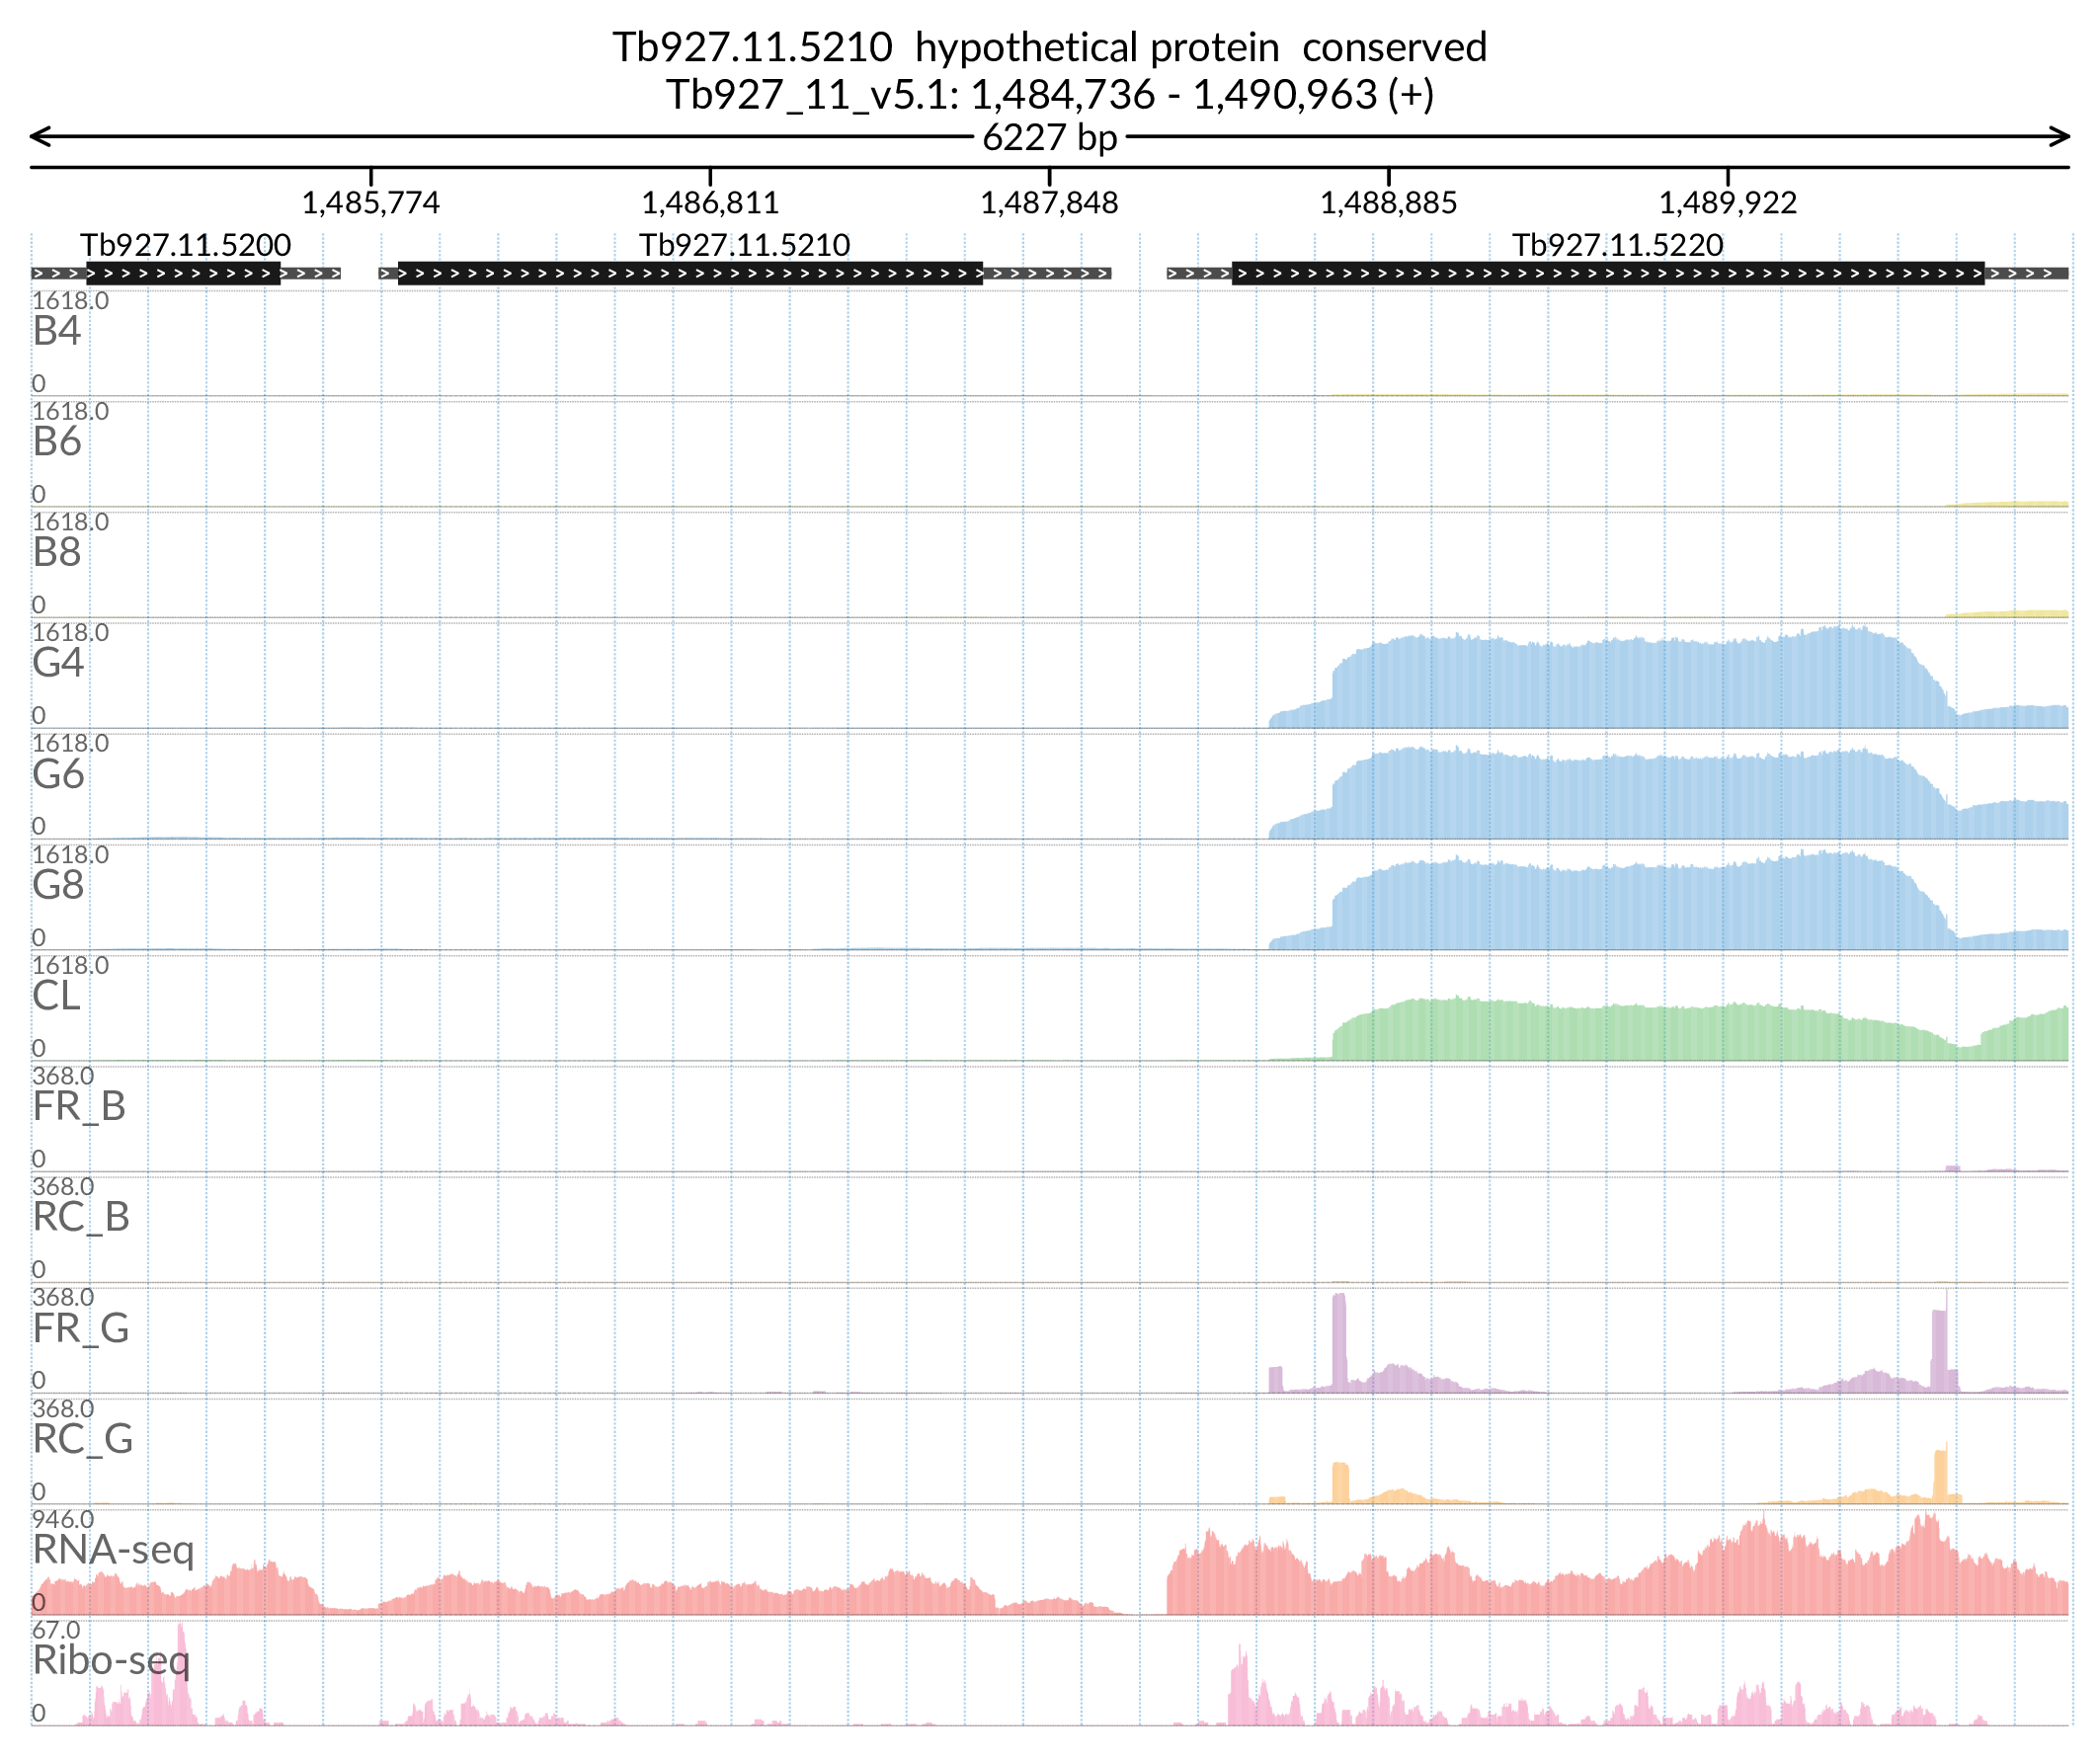 Tb927.11.5210  hypothetical protein  conserved
Tb927_11_v5.1: 1,484,736 - 1,490,963 (+)
6227 bp
1,485,774 1,486,811 1,487,848 1,488,885 1,489,922
Tb927.11.5200 Tb927.11.5210 Tb927.11.5220
1618.0
B4
0
1618.0
B6
0
1618.0
B8
0
1618.0
G4
0
1618.0
G6
0
1618.0
G8
0
1618.0
CL
0
368.0
FR_B
0
368.0
RC_B
0
368.0
FR_G
0
368.0
RC_G
0
946.0
RNA-seq
0
67.0
Ribo-seq
0